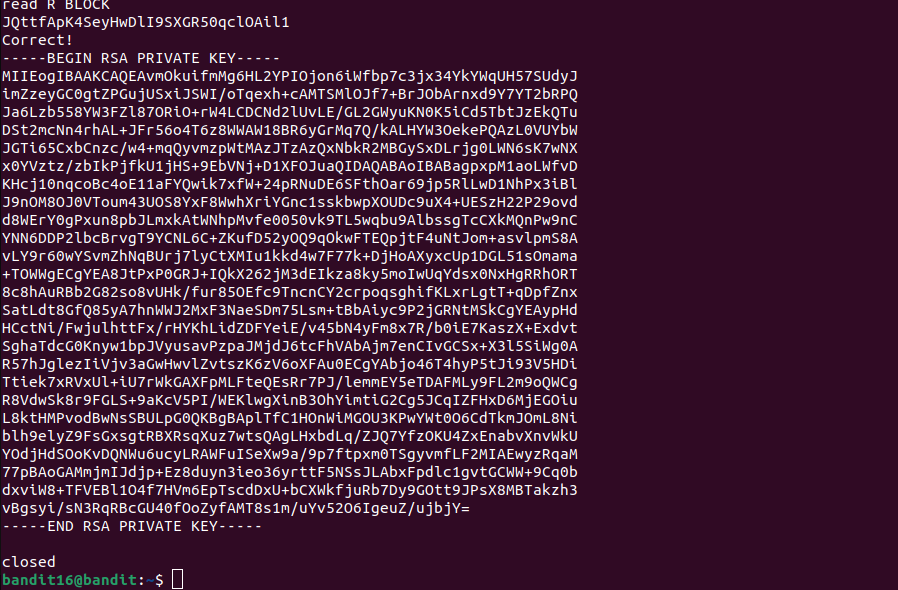 read R BLOCK
JQttfApK4SeyHwDlI9SXGR50qclOAil1
Correct!
-----BEGIN RSA PRIVATE KEY-----
MIIEogIBAAKCAQEAvmOkuifmMg6HL2YPIOjon6iWfbp7c3jx34YkYWqUH57SUdyJ
imZzeyGC0gtZPGujUSxiJSWI/oTqexh+cAMTSMlOJf7+BrJObArnxd9Y7YT2bRPQ
Ja6Lzb558YW3FZl87ORiO+rW4LCDCNd2lUvLE/GL2GWyuKN0K5iCd5TbtJzEkQTu
DSt2mcNn4rhAL+JFr56o4T6z8WWAW18BR6yGrMq7Q/kALHYW3OekePQAzL0VUYbW
JGTi65CxbCnzc/w4+mqQyvmzpWtMAzJTzAzQxNbkR2MBGySxDLrjg0LWN6sK7wNX
x0YVztz/zbIkPjfkU1jHS+9EbVNj+D1XFOJuaQIDAQABAoIBABagpxpM1aoLWfvD
KHcj10nqcoBc4oE11aFYQwik7xfW+24pRNuDE6SFthOar69jp5RlLwD1NhPx3iBl
J9nOM8OJ0VToum43UOS8YxF8WwhXriYGnc1sskbwpXOUDc9uX4+UESzH22P29ovd
d8WErY0gPxun8pbJLmxkAtWNhpMvfe0050vk9TL5wqbu9AlbssgTcCXkMQnPw9nC
YNN6DDP2lbcBrvgT9YCNL6C+ZKufD52yOQ9qOkwFTEQpjtF4uNtJom+asvlpmS8A
vLY9r60wYSvmZhNqBUrj7lyCtXMIu1kkd4w7F77k+DjHoAXyxcUp1DGL51sOmama
+TOWWgECgYEA8JtPxP0GRJ+IQkX262jM3dEIkza8ky5moIwUqYdsx0NxHgRRhORT
8c8hAuRBb2G82so8vUHk/fur85OEfc9TncnCY2crpoqsghifKLxrLgtT+qDpfZnx
SatLdt8GfQ85yA7hnWWJ2MxF3NaeSDm75Lsm+tBbAiyc9P2jGRNtMSkCgYEAypHd
HCctNi/FwjulhttFx/rHYKhLidZDFYeiE/v45bN4yFm8x7R/b0iE7KaszX+Exdvt
SghaTdcG0Knyw1bpJVyusavPzpaJMjdJ6tcFhVAbAjm7enCIvGCSx+X3l5SiWg0A
R57hJglezIiVjv3aGwHwvlZvtszK6zV6oXFAu0ECgYAbjo46T4hyP5tJi93V5HDi
Ttiek7xRVxUl+iU7rWkGAXFpMLFteQEsRr7PJ/lemmEY5eTDAFMLy9FL2m9oQWCg
R8VdwSk8r9FGLS+9aKcV5PI/WEKlwgXinB3OhYimtiG2Cg5JCqIZFHxD6MjEGOiu
L8ktHMPvodBwNsSBULpG0QKBgBAplTfC1HOnWiMGOU3KPwYWt0O6CdTkmJOmL8Ni
blh9elyZ9FsGxsgtRBXRsqXuz7wtsQAgLHxbdLq/ZJQ7YfzOKU4ZxEnabvXnvWkU
YOdjHdSOoKvDQNWu6ucyLRAWFuISeXw9a/9p7ftpxm0TSgyvmfLF2MIAEwyzRqaM
77pBAoGAMmjmIJdjp+Ez8duyn3ieo36yrttF5NSsJLAbxFpdlc1gvtGCWW+9Cq0b
dxviW8+TFVEBl1O4f7HVm6EpTscdDxU+bCXWkfjuRb7Dy9GOtt9JPsX8MBTakzh3
vBgsyi/sN3RqRBcGU40fOoZyfAMT8s1m/uYv52O6IgeuZ/ujbjY=
-----END RSA PRIVATE KEY-----
closed
bandit16@bandit:~$